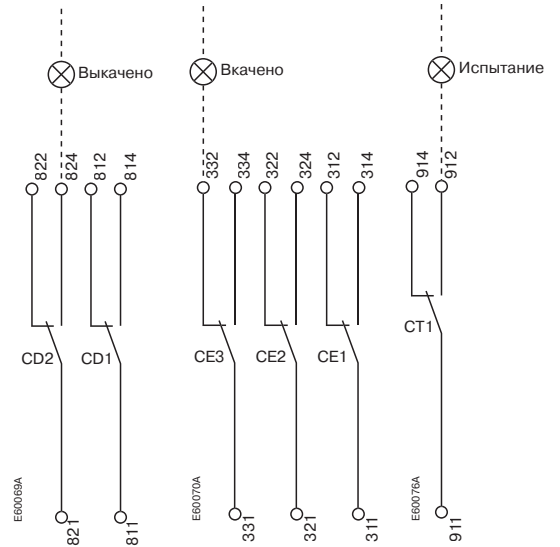 Выкачено
Вкачено
Испытание
822
824
812
814
332
334
322
324
312
314
914
912
CD2
CD1
CE3
CE2
CE1
CT1
E60069A
821
811
E60070A
331
321
311
E60076A
911